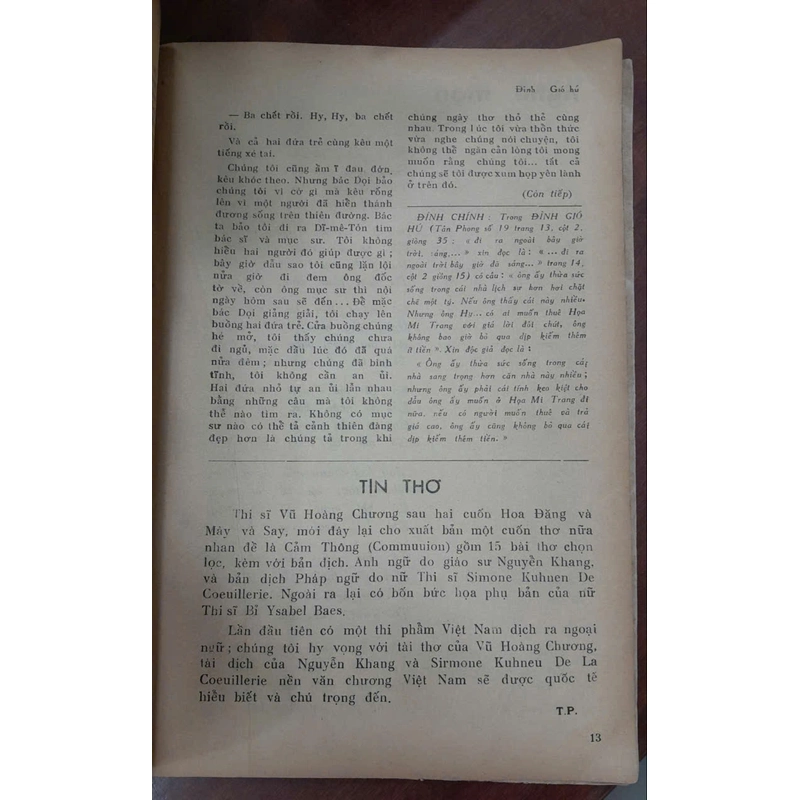 Đỉnh Gió hú
— Ba chết rồi. Hy, Hy, ba chết
rồi.
Và cả hai đứa trẻ cùng kêu một
tiếng xé tai.
Chúng tôi cũng ầm ĩ đau đớn,
kêu khóc theo. Nhưng bác Dọi bảo
chúng tôi vì cớ gì mà kêu rống
lên vì một người đã hiển thánh
đương sống trên thiên đường. Bác
ta bảo tôi đi ra Dĩ-mê-Tôn tìm
bác sĩ và mục sư. Tôi không
hiểu hai người đó giúp được gì ;
bây giờ đầu sao tôi cũng lặn lội
nửa giờ đi đem ông đốc
tờ về, còn ông mục sư thì nói
ngày hôm sau sẽ đến... Để mặc
bác Dọi giảng giải, tôi chạy lên
buồng hai đứa trẻ. Cửa buồng chúng
hé mở, tôi thấy chúng chưa
đi ngủ, mặc dầu lúc đó đã quá
nửa đêm ; nhưng chúng đã bình
tĩnh, tôi không cần an ủi.
Hai đứa nhỏ tự an ủi lẫn nhau
bằng những câu mà tôi không
thể nào tìm ra. Không có mục
sư nào có thể tả cảnh thiên đàng
đẹp hơn là chúng tả trong khi
chúng ngày thơ thỏ thẻ cùng
nhau. Trong lúc tôi vừa thổn thức
vừa nghe chúng nói chuyện, tôi
không thể ngăn cản lòng tôi mong
muốn rằng chúng tôi... tất cả
chúng sẽ tôi được xum họp yên lành
ở trên đó.
(Còn tiếp)
ĐÍNH CHÍNH : Trong ĐỈNH GIÓ
HÚ (Tân Phong số 19 trang 13, cột 2,
giòng 35 : « đi ra ngoài bây giờ
trời, sáng,... » xin đọc là : «... đi ra
ngoài trời bây giờ đã sáng... » trang 14,
cột 2 giòng 15) có câu : « ông ấy thừa sức
sống trong cái nhà lịch sự hơn hơi chật
chẽ một tý. Nếu ông thấy cái này nhiều.
Nhưng ông Hy... có ai muốn thuê Họa
Mi Trang với giá lời đôi chút, ông
không bao giờ bỏ qua dịp kiếm thêm
ít tiền ». Xin độc giả đọc là :
« Ông ấy thừa sức sống trong cái
nhà sang trọng hơn căn nhà này nhiều ;
nhưng ông ấy phải cái tính keo kiệt cho
dầu ông ấy muốn ở Họa Mi Trang đi
nữa, nếu có người muốn thuê và trả
giá cao, ông ấy cũng không bỏ qua cái
dịp kiếm thêm tiền. »
TIN THƠ
Thi sĩ Vũ Hoàng Chương sau hai cuốn Hoa Đăng và
Mây và Say, mới đây lại cho xuất bản một cuốn thơ nữa
nhan đề là Cảm Thông (Commuuion) gồm 15 bài thơ chọn
lọc, kèm với bản dịch. Anh ngữ do giáo sư Nguyễn Khang,
và bản dịch Pháp ngữ do nữ Thi sĩ Simone Kuhnen De
Coeuillerie. Ngoài ra lại có bốn bức họa phụ bản của nữ
Thi sĩ Bỉ Ysabel Baes.
Lần đầu tiên có một thi phẩm Việt Nam dịch ra ngoại
ngữ ; chúng tôi hy vọng với tài thơ của Vũ Hoàng Chương,
tài dịch của Nguyễn Khang và Sirmone Kuhneu De La
Coeuillerie nền văn chương Việt Nam sẽ được quốc tế
hiểu biết và chú trọng đến.
T.P.
13